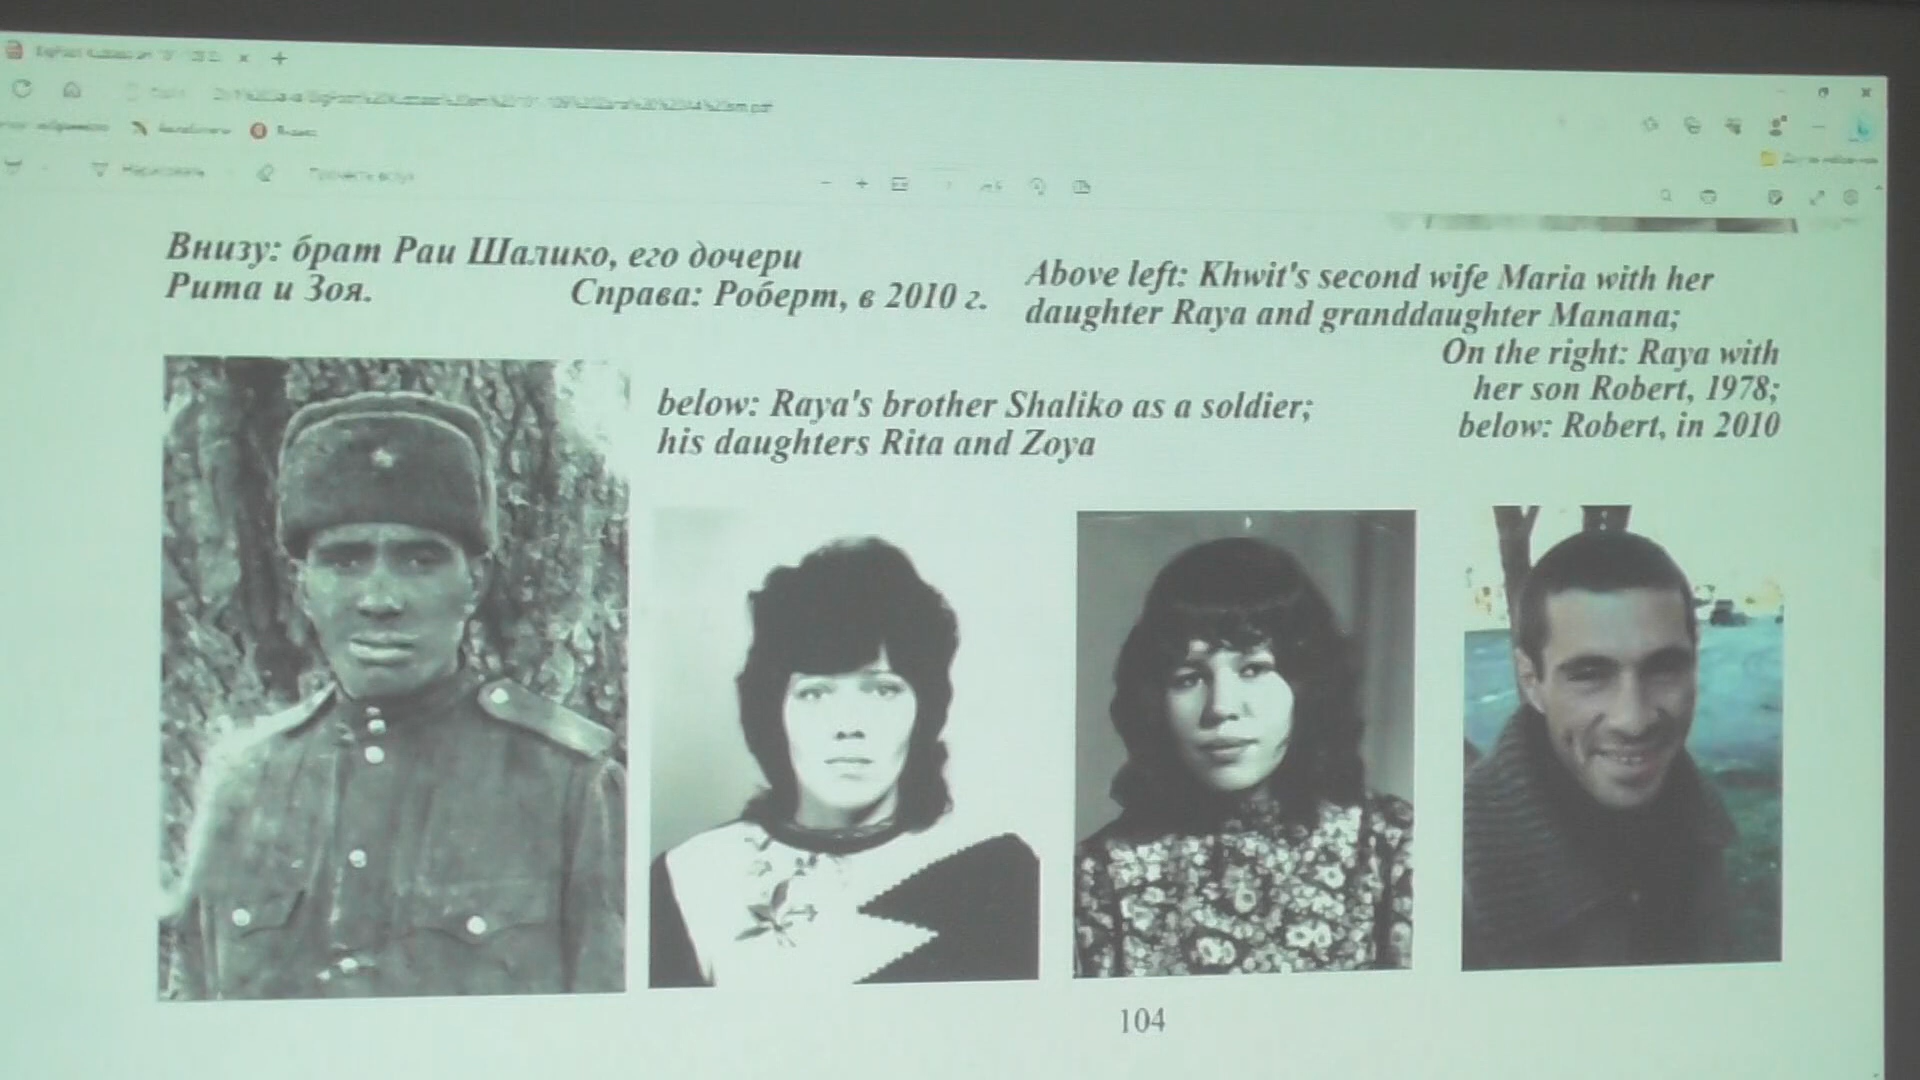 Внизу: брат Раи Шалико, его дочери
Рита и Зоя.
Справа: Роберт, в 2010 г.
Above left: Khwit's second wife Maria with her
daughter Raya and granddaughter Manana;
On the right: Raya with
her son Robert, 1978;
below: Robert, in 2010
below: Raya's brother Shaliko as a soldier;
his daughters Rita and Zoya
104